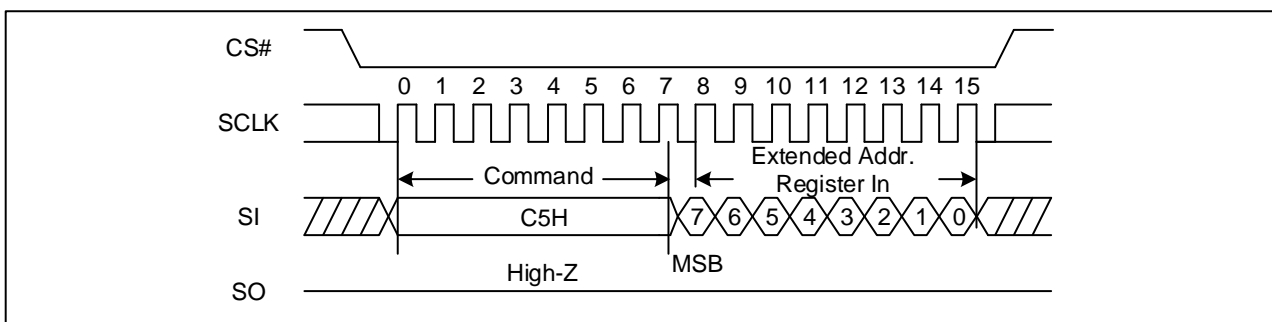 CS#
0 1 2 3 4 5 6 7 8 9 10 11 12 13 14 15
SCLK
Command
Extended Addr.
Register In
SI
C5H
7 6 5 4 3 2 1 0
MSB
High-Z
SO